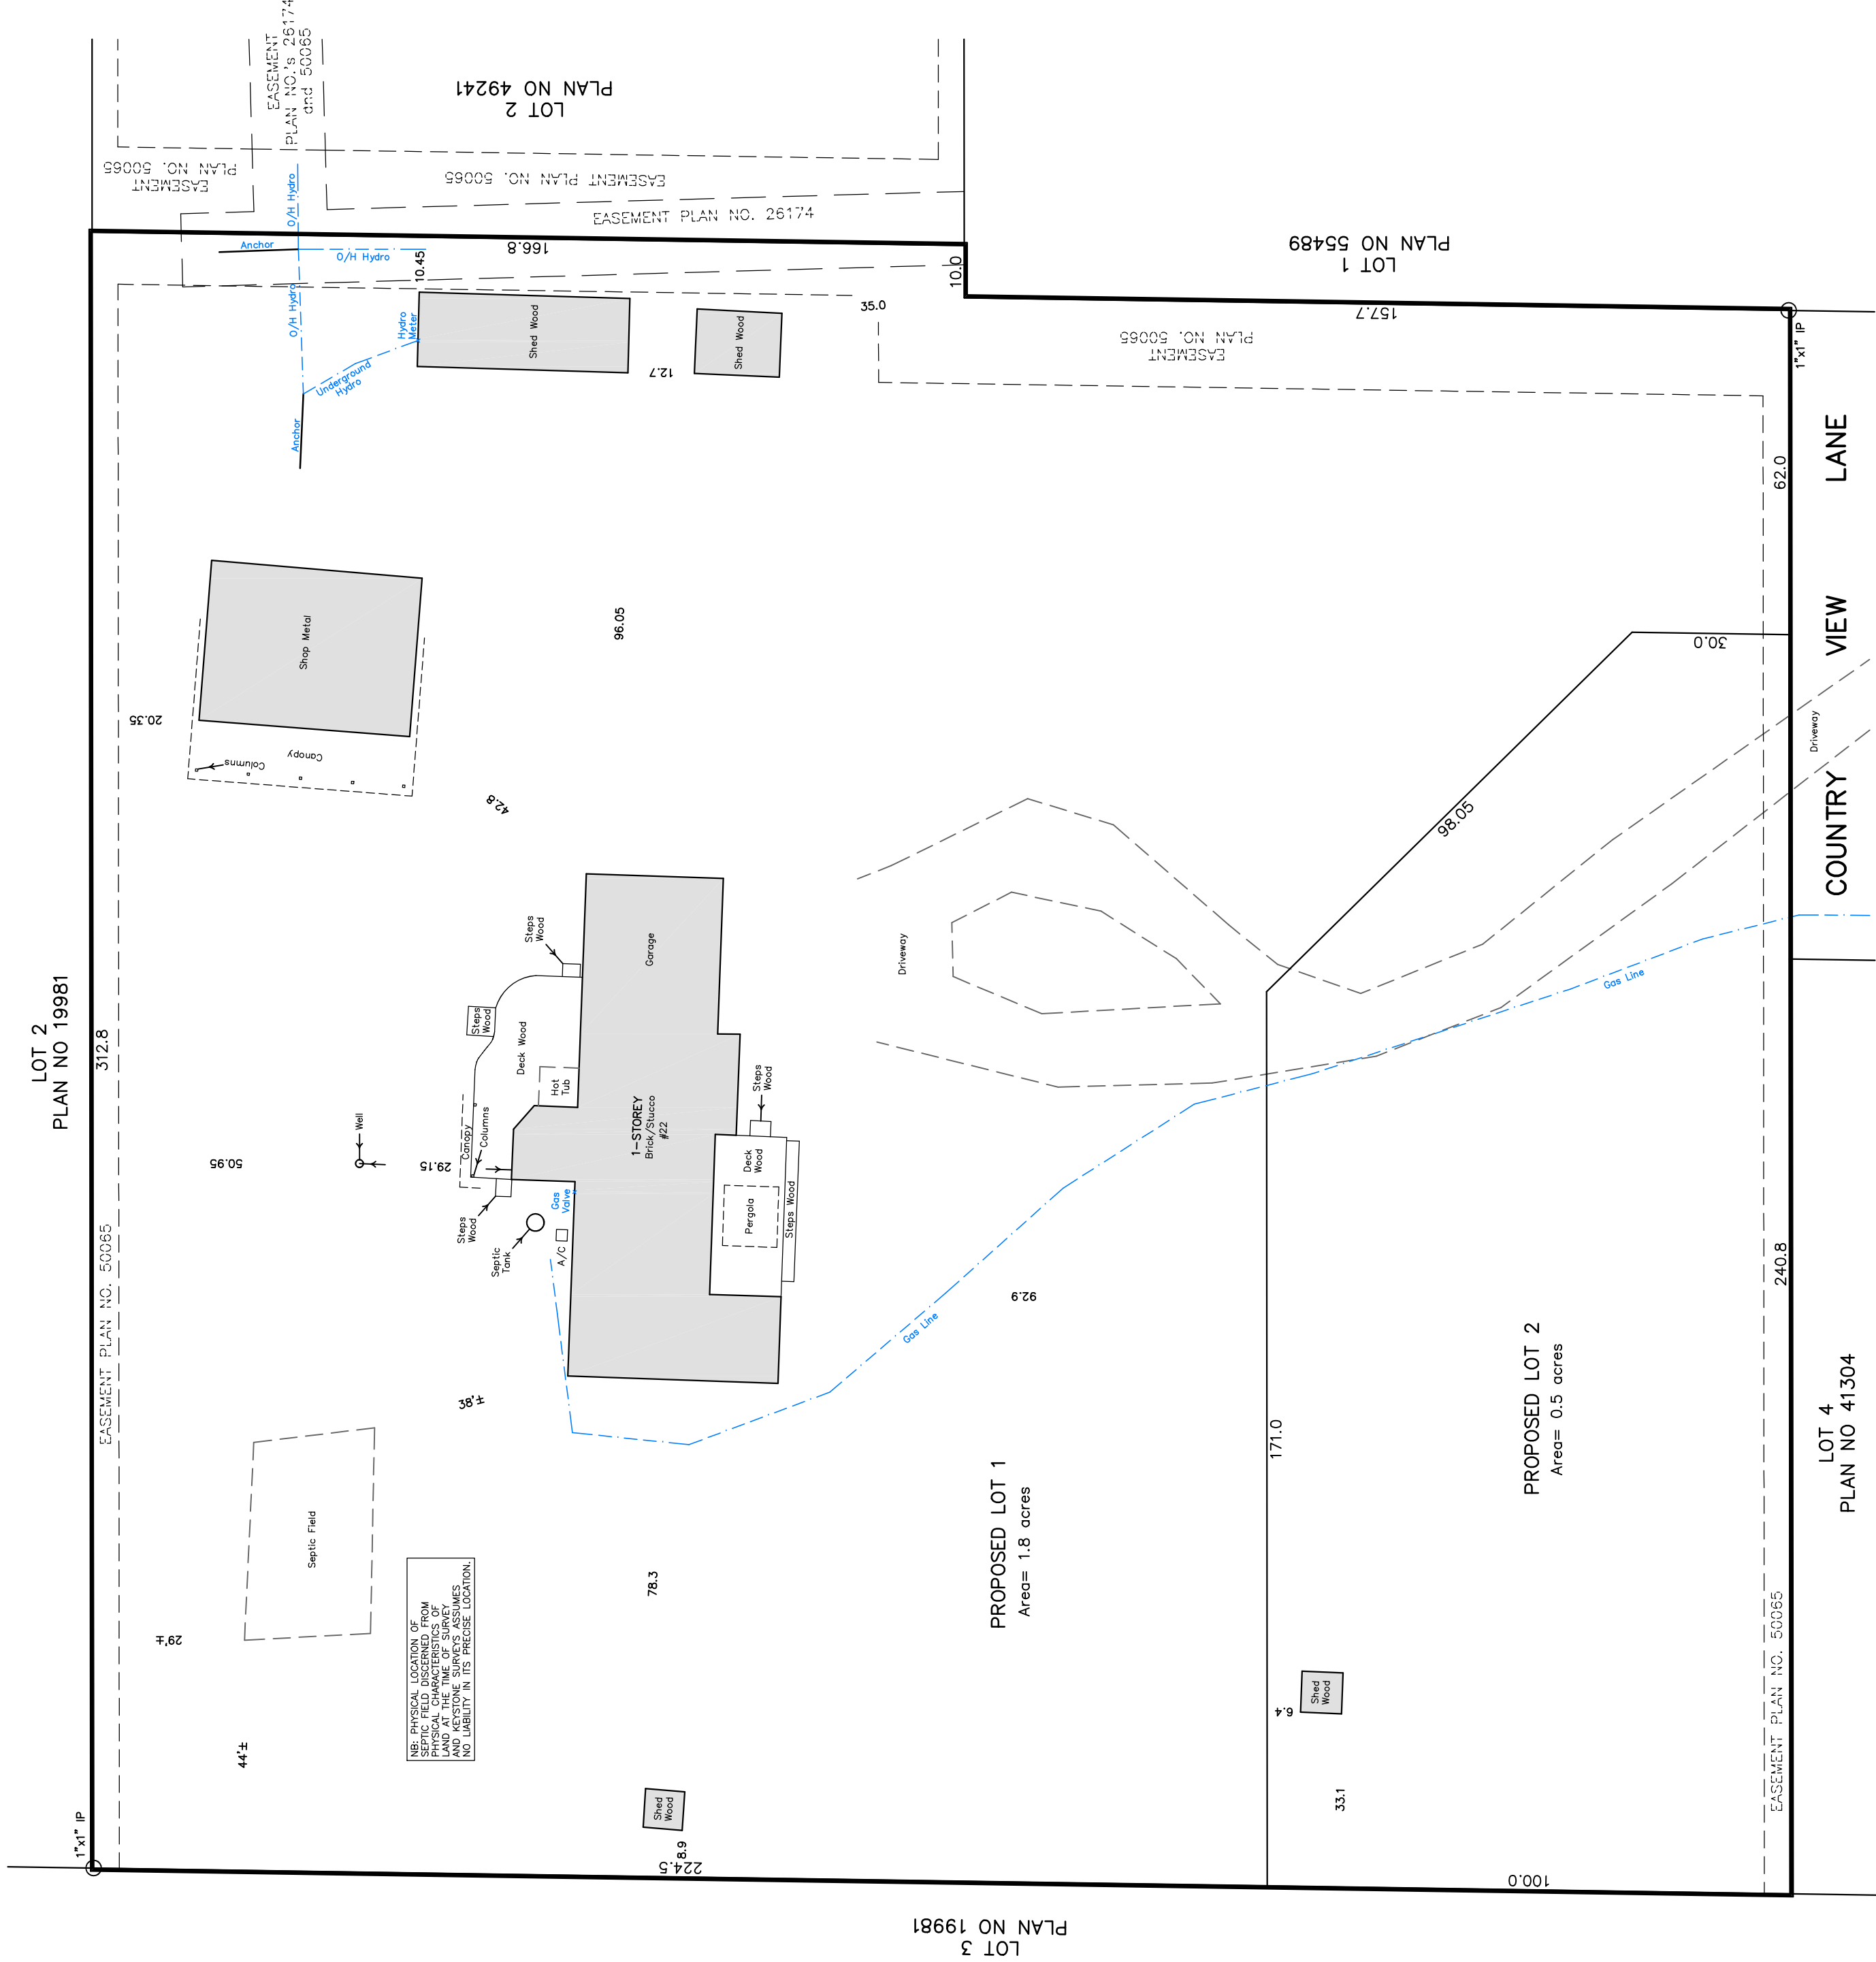 EASEMENT
PLAN NO.'s 26174
and 50065
LOT 2
PLAN NO 49241
EASEMENT
PLAN NO. 50065
EASEMENT PLAN NO. 50065
EASEMENT PLAN NO. 26174
O/H Hydro
Anchor
O/H Hydro
166.8
10.45
10.0
LOT 1
PLAN NO 55489
O/H Hydro
Hydro
Meter
Shed Wood
Shed Wood
35.0
157.7
1"x1" IP
EASEMENT
PLAN NO. 50065
Underground
Hydro
12.7
Anchor
LANE
62.0
Shop Metal
96.05
VIEW
30.0
20.35
Canopy
Columns
42.8
Driveway
98.05
COUNTRY
Steps
Wood
Garage
Driveway
Gas Line
LOT 2
PLAN NO 19981
312.8
Steps
Wood
Deck Wood
Hot
Tub
Steps
Wood
Well
Canopy
Columns
1-STOREY
Brick/Stucco
#22
50.95
29.15
Deck
Wood
Gas
Valve
Pergola
Steps Wood
Steps
Wood
Septic
Tank
A/C
240.8
92.9
Gas Line
EASEMENT PLAN NO. 50065
38'±
171.0
PROPOSED LOT 2
Area= 0.5 acres
LOT 4
PLAN NO 41304
Septic Field
PROPOSED LOT 1
Area= 1.8 acres
78.3
29'±
NB: PHYSICAL LOCATION OF
SEPTIC FIELD DISCERNED FROM
PHYSICAL CHARACTERISTICS OF
LAND AT THE TIME OF SURVEY
AND KEYSTONE SURVEYS ASSUMES
NO LIABILITY IN ITS PRECISE LOCATION.
Shed
Wood
6.4
EASEMENT PLAN NO. 50065
44'±
33.1
Shed
Wood
8.9
1"x1" IP
224.5
100.0
LOT 3
PLAN NO 19981